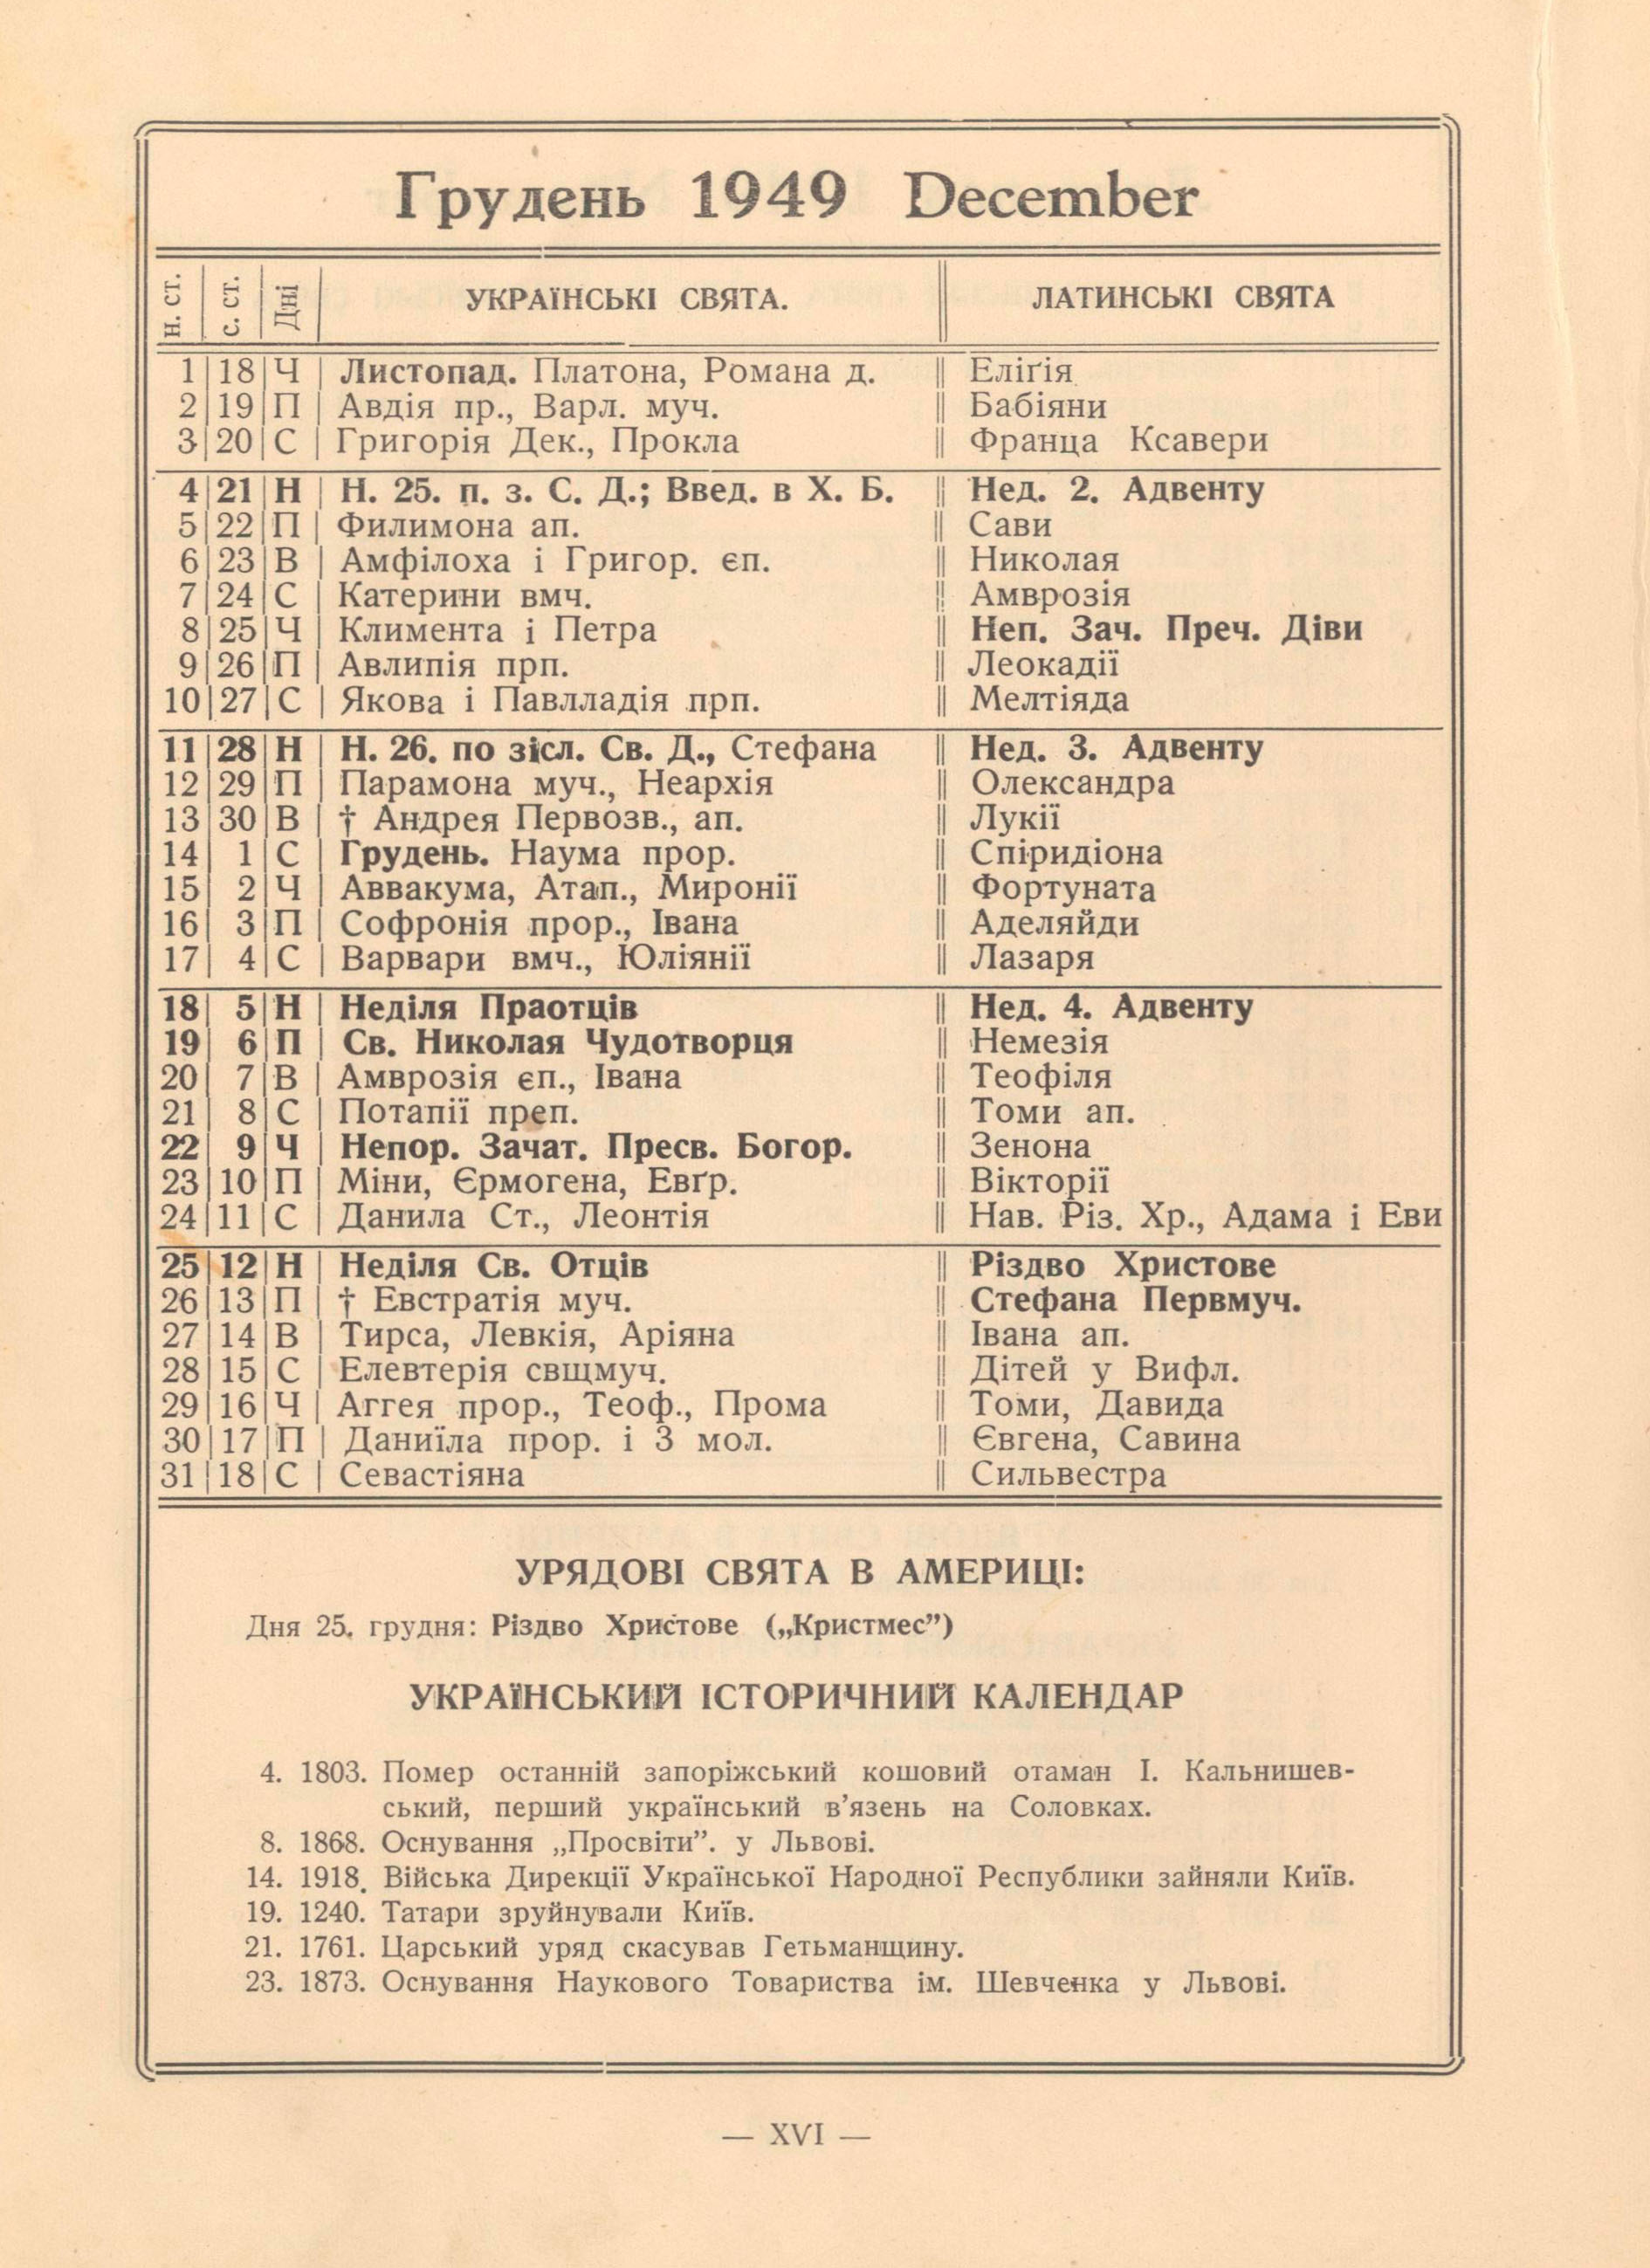 Грудень 1949 December
н. ст. с. ст. Дні УКРАЇНСЬКІ СВЯТА. ЛАТИНСЬКІ СВЯТА
1 18 Ч Листопад. Платона, Романа д. Еліґія
2 19 П Авдія пр., Варл. муч. Бабіяни
3 20 С Григорія Дек., Прокла Франца Ксавери
4 21 Н Н. 25. п. з. С. Д.; Введ. в Х. Б. Нед. 2. Адвенту
5 22 П Филимона ап. Сави
6 23 В Амфілоха і Григор. єп. Николая
7 24 С Катерини вмч. Амврозія
8 25 Ч Климента і Петра Неп. Зач. Преч. Діви
9 26 П Авлипія прп. Леокадії
10 27 С Якова і Павлладія прп. Мелтіяда
11 28 Н Н. 26. по зісл. Св. Д., Стефана Нед. 3. Адвенту
12 29 П Парамона муч., Неархія Олександра
13 30 В † Андрея Первозв., ап. Лукії
14 1 С Грудень. Наума прор. Спіридіона
15 2 Ч Аввакума, Атап., Миронії Фортуната
16 3 П Софронія прор., Івана Аделяйди
17 4 С Варвари вмч., Юліянії Лазаря
18 5 Н Неділя Праотців Нед. 4. Адвенту
19 6 П Св. Николая Чудотворця Немезія
20 7 В Амврозія єп., Івана Теофіля
21 8 С Потапії преп. Томи ап.
22 9 Ч Непор. Зачат. Пресв. Богор. Зенона
23 10 П Міни, Єрмогена, Евґр. Вікторії
24 11 С Данила Ст., Леонтія Нав. Різ. Хр., Адама і Еви
25 12 Н Неділя Св. Отців Різдво Христове
26 13 П † Евстратія муч. Стефана Первмуч.
27 14 В Тирса, Левкія, Аріяна Івана ап.
28 15 С Елевтерія свщмуч. Дітей у Вифл.
29 16 Ч Аггея прор., Теоф., Прома Томи, Давида
30 17 П Даниїла прор. і 3 мол. Євгена, Савина
31 18 С Севастіяна Сильвестра
УРЯДОВІ СВЯТА В АМЕРИЦІ:
Дня 25. грудня: Різдво Христове („Кристмес”)
УКРАЇНСЬКИЙ ІСТОРИЧНИЙ КАЛЕНДАР
4. 1803. Помер останній запоріжський кошовий отаман І. Кальнишев-
ський, перший український в’язень на Соловках.
8. 1868. Оснування „Просвіти”. у Львові.
14. 1918. Війська Дирекції Української Народної Республики зайняли Київ.
19. 1240. Татари зруйнували Київ.
21. 1761. Царський уряд скасував Гетьманщину.
23. 1873. Оснування Наукового Товариства ім. Шевченка у Львові.
— XVI —